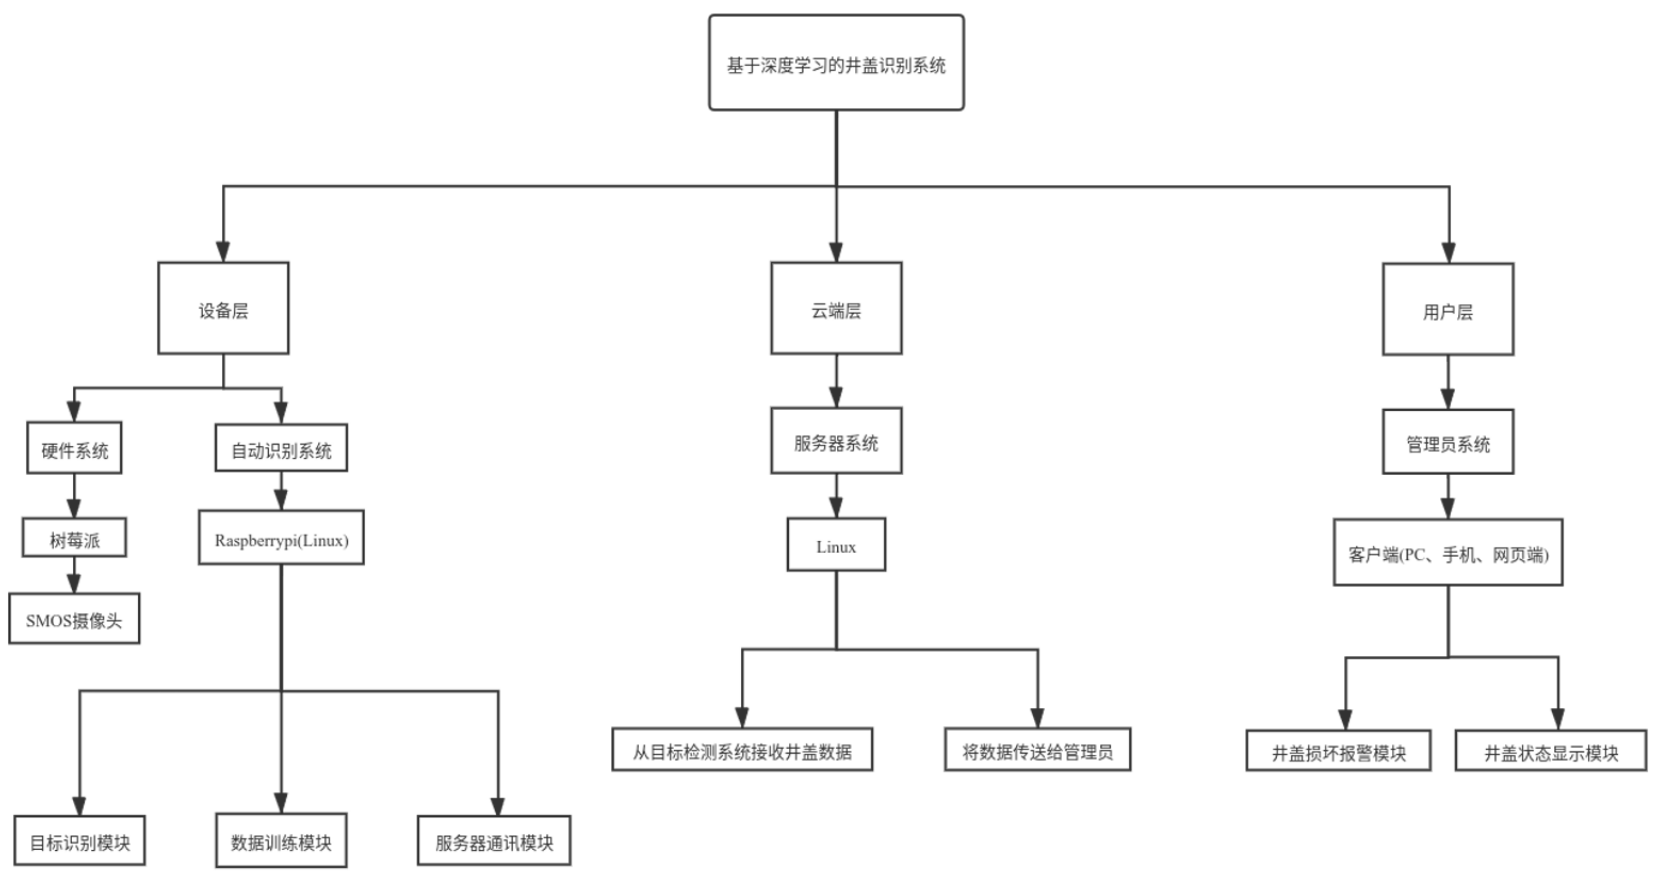 基于深度学习的井盖识别系统
设备层
云端层
用户层
硬件系统
自动识别系统
服务器系统
管理员系统
树莓派
Raspberrypi(Linux)
Linux
客户端(PC、手机、网页端)
SMOS摄像头
从目标检测系统接收井盖数据
将数据传送给管理员
井盖损坏报警模块
井盖状态显示模块
目标识别模块
数据训练模块
服务器通讯模块